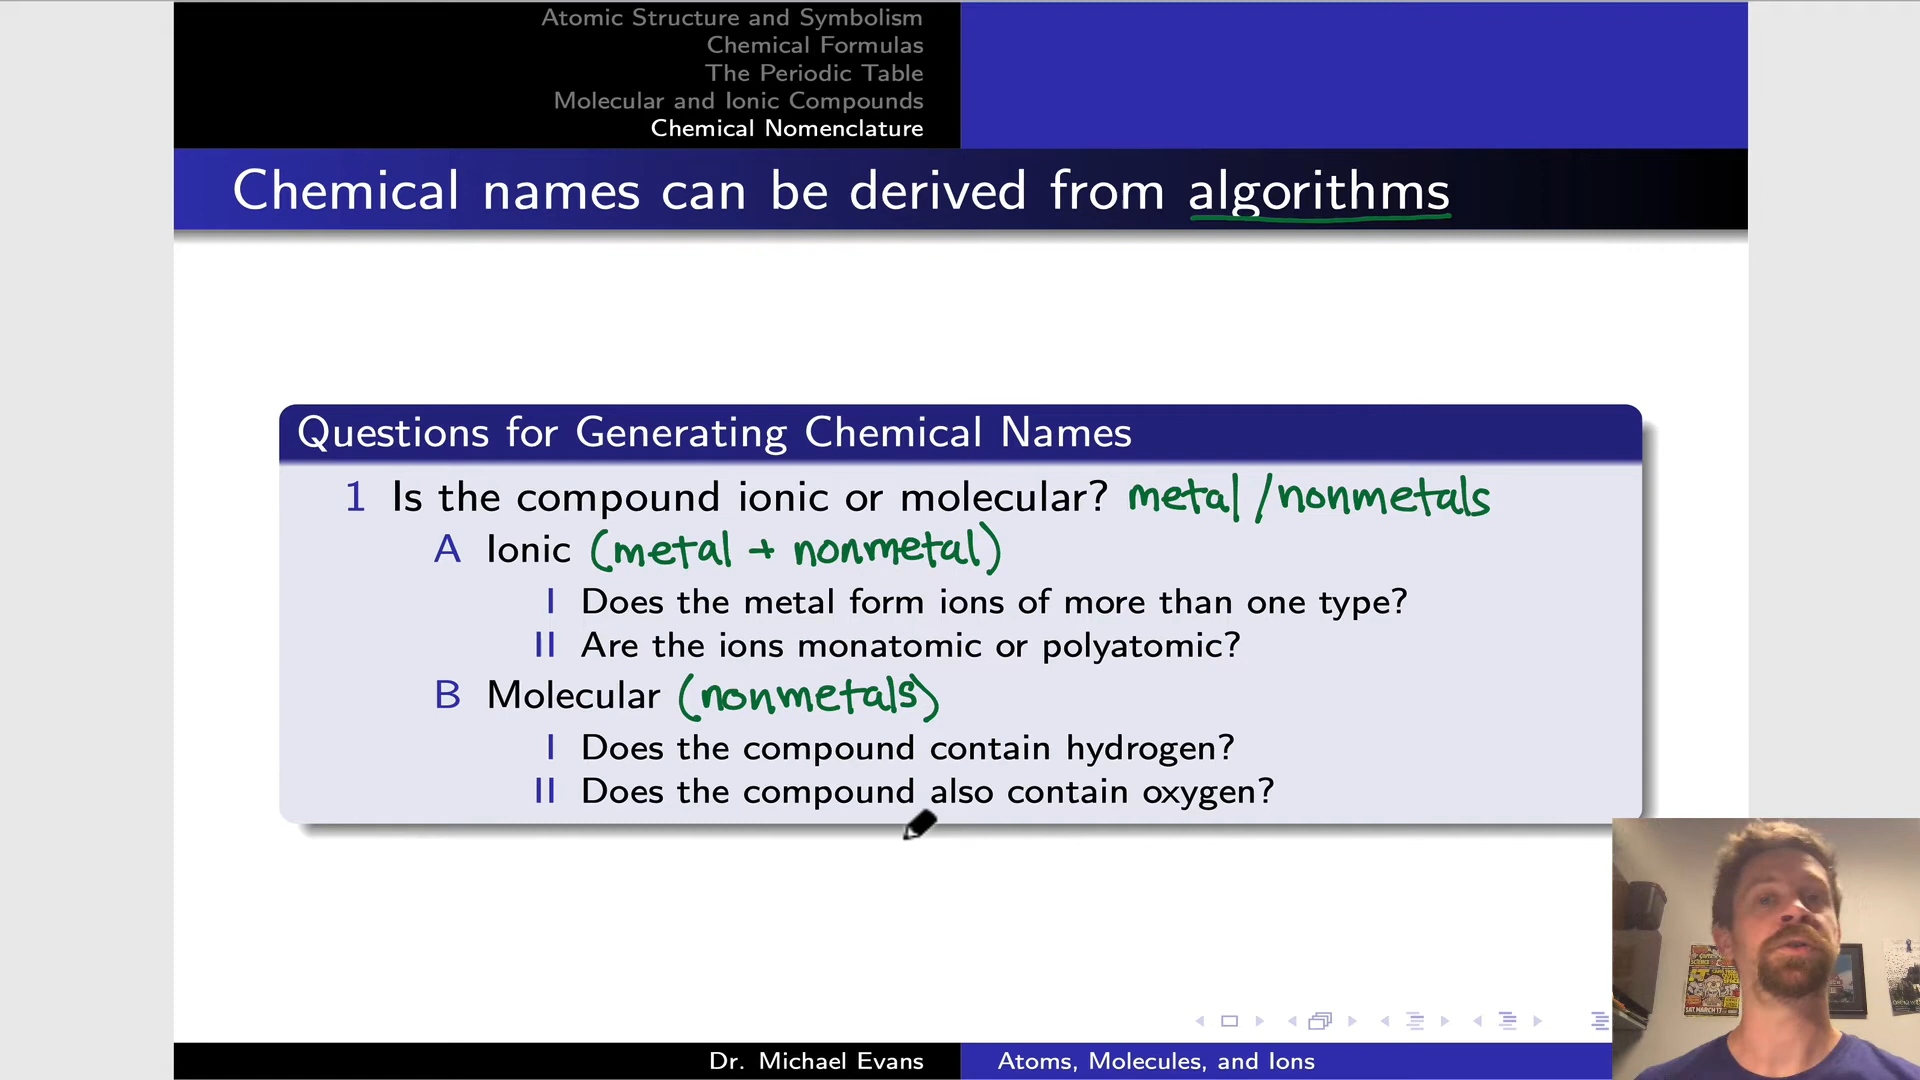 Atomic Structure and Symbolism
Chemical Formulas
The Periodic Table
Molecular and Ionic Compounds
Chemical Nomenclature
Chemical names can be derived from algorithms
Questions for Generating Chemical Names
1 Is the compound ionic or molecular? metal/nonmetals
A Ionic (metal + nonmetal)
I Does the metal form ions of more than one type?
II Are the ions monatomic or polyatomic?
B Molecular (nonmetals)
I Does the compound contain hydrogen?
II Does the compound also contain oxygen?
SAT MARCH 17
Dr. Michael Evans Atoms, Molecules, and Ions